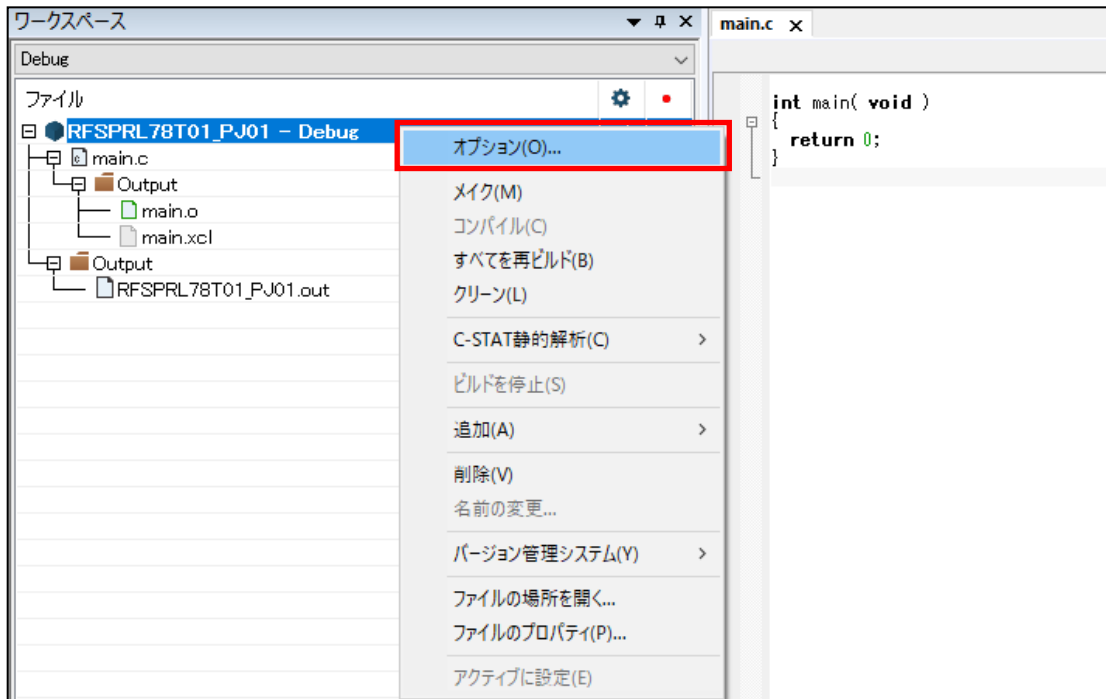 ワークスペース
Debug
ファイル
RFSPRL78T01_PJ01 - Debug
main.c
Output
main.o
main.xcl
Output
RFSPRL78T01_PJ01.out
オプション(O)...
メイク(M)
コンパイル(C)
すべてを再ビルド(B)
クリーン(L)
C-STAT静的解析(C)
ビルドを停止(S)
追加(A)
削除(V)
名前の変更...
バージョン管理システム(Y)
ファイルの場所を開く...
ファイルのプロパティ(P)...
アクティブに設定(E)
main.c
int main( void )
{
return 0;
}